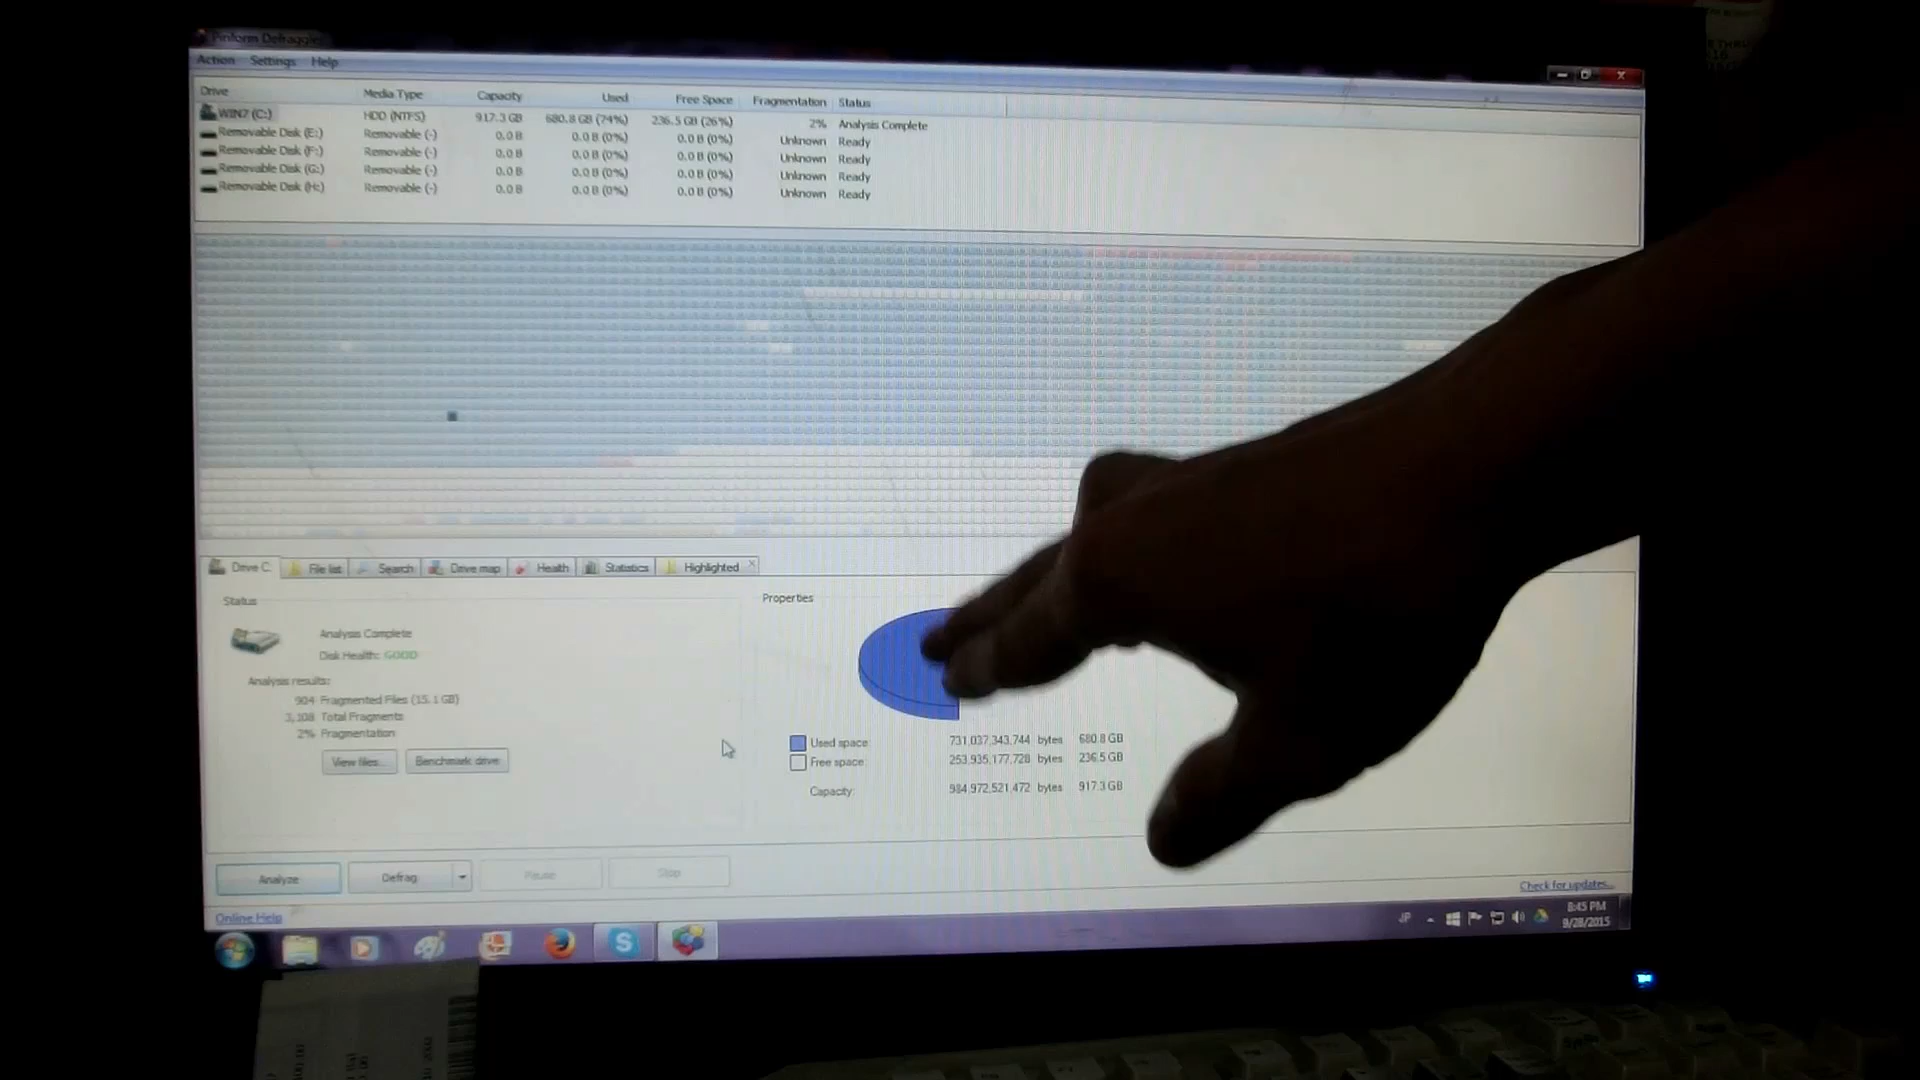 Piriform Defraggler
Action Settings Help
Drive Media Type Capacity Used Free Space Fragmentation Status
WIN7 (C:) HDD (NTFS) 917.3 GB 680.8 GB (74%) 236.5 GB (26%) 2% Analysis Complete
Removable Disk (E:) Removable (-) 0.0 B 0.0 B (0%) 0.0 B (0%) Unknown Ready
Removable Disk (F:) Removable (-) 0.0 B 0.0 B (0%) 0.0 B (0%) Unknown Ready
Removable Disk (G:) Removable (-) 0.0 B 0.0 B (0%) 0.0 B (0%) Unknown Ready
Removable Disk (H:) Removable (-) 0.0 B 0.0 B (0%) 0.0 B (0%) Unknown Ready
Drive C: File list Search Drive map Health Statistics Highlighted
Status
Properties
Analysis Complete
Disk Health: GOOD
Analysis results:
904 Fragmented Files (15.1 GB)
3,108 Total Fragments
2% Fragmentation
View files... Benchmark drive
Used space: 731,037,343,744 bytes 680.8 GB
Free space: 253,935,177,728 bytes 236.5 GB
Capacity: 984,972,521,472 bytes 917.3 GB
Analyze Defrag Pause Stop
Online Help
Check for updates...
JP
8:45 PM
9/28/2015